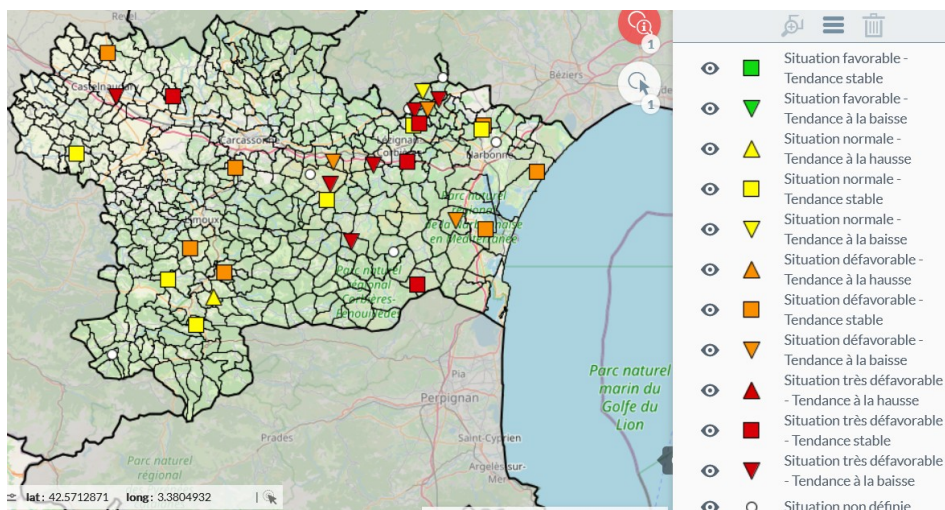 Revel
1
Béziers
1
Castelnaudary
Carcassonne
Lézignan-
Corbières
Narbonne
Parc naturel
régional
de la Narbonnaise
en Méditerranée
Limoux
Parc naturel
régional
Corbières-
Fenouillèdes
Pia
Perpignan
Prades
Saint-Cyprien
Argelès-sur-
Mer
Parc naturel
régional
Parc naturel
marin du
Golfe du
Lion
lat : 42.5712871 long : 3.3804932
Situation favorable -
Tendance stable
Situation favorable -
Tendance à la baisse
Situation normale -
Tendance à la hausse
Situation normale -
Tendance stable
Situation normale -
Tendance à la baisse
Situation défavorable -
Tendance à la hausse
Situation défavorable -
Tendance stable
Situation défavorable -
Tendance à la baisse
Situation très défavorable
- Tendance à la hausse
Situation très défavorable
- Tendance stable
Situation très défavorable
- Tendance à la baisse
Situation non définie